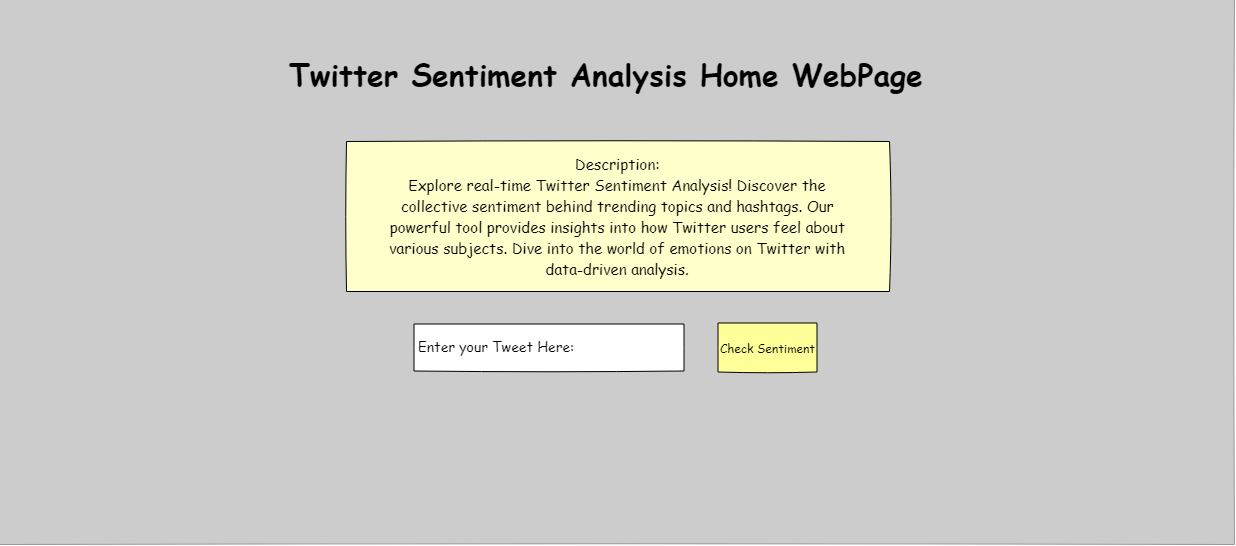 Twitter Sentiment Analysis Home WebPage
Description:
Explore real-time Twitter Sentiment Analysis! Discover the
collective sentiment behind trending topics and hashtags. Our
powerful tool provides insights into how Twitter users feel about
various subjects. Dive into the world of emotions on Twitter with
data-driven analysis.
Enter your Tweet Here:
Check Sentiment